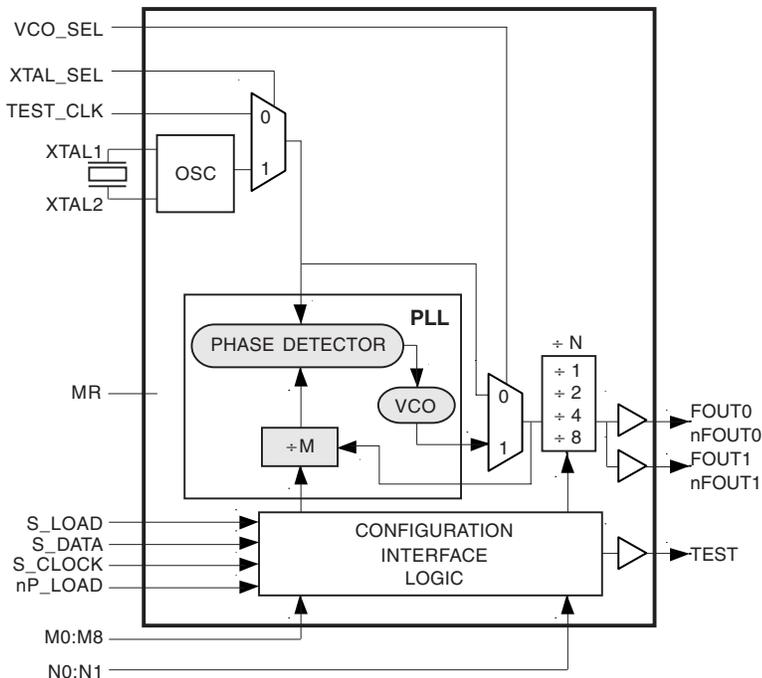 VCO_SEL
XTAL_SEL
TEST_CLK
0
XTAL1
OSC
1
XTAL2
PLL
PHASE DETECTOR
÷ N
÷ 1
÷ 2
÷ 4
÷ 8
MR
VCO
0
1
÷M
FOUT0
nFOUT0
FOUT1
nFOUT1
S_LOAD
S_DATA
S_CLOCK
nP_LOAD
CONFIGURATION
INTERFACE
LOGIC
TEST
M0:M8
N0:N1